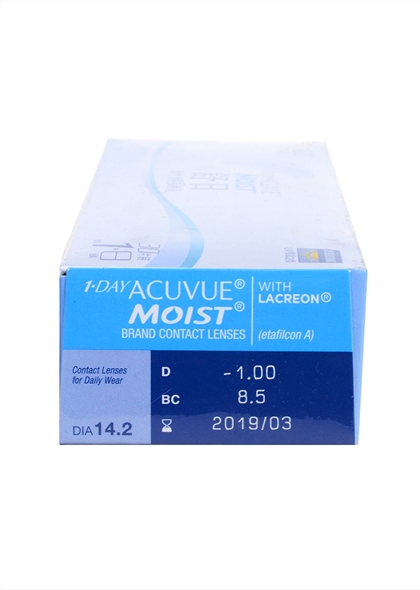 1·DAY ACUVUE®
MOIST®
BRAND CONTACT LENSES
WITH
LACREON®
(etafilcon A)
Contact Lenses
for Daily Wear
DIA 14.2
D -1.00
BC 8.5
2019/03